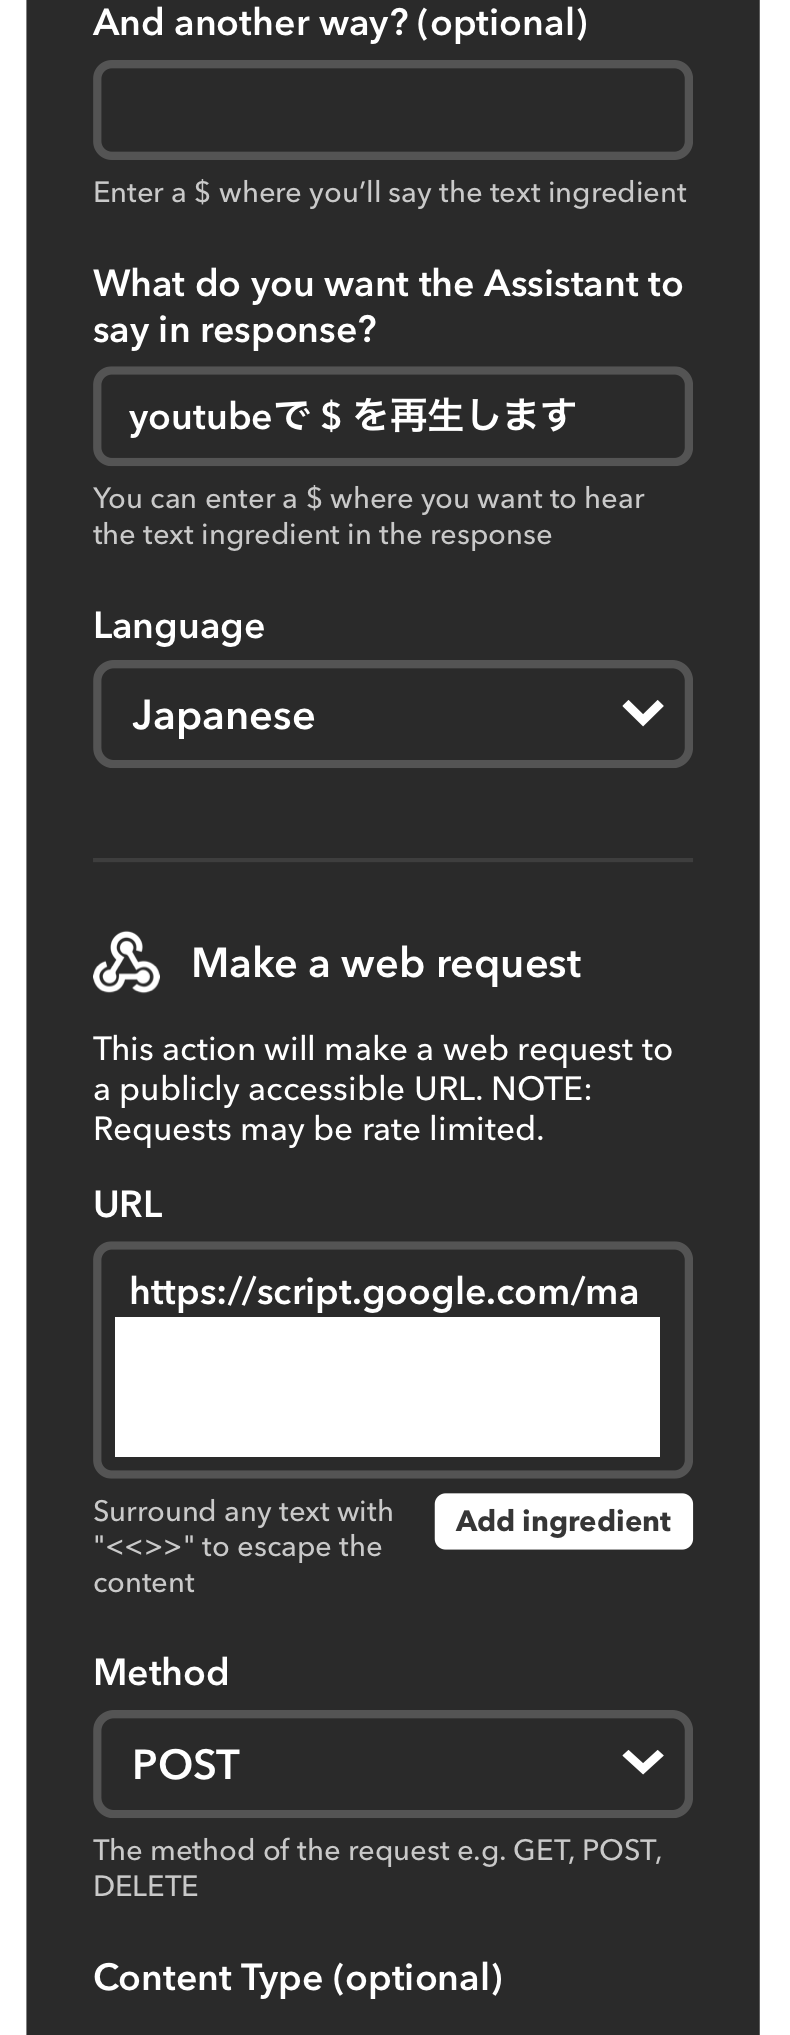 And another way? (optional)
Enter a $ where you’ll say the text ingredient
What do you want the Assistant to
say in response?
youtubeで $ を再生します
You can enter a $ where you want to hear
the text ingredient in the response
Language
Japanese
Make a web request
This action will make a web request to
a publicly accessible URL. NOTE:
Requests may be rate limited.
URL
https://script.google.com/ma
Surround any text with
"<<>>" to escape the
content
Add ingredient
Method
POST
The method of the request e.g. GET, POST,
DELETE
Content Type (optional)